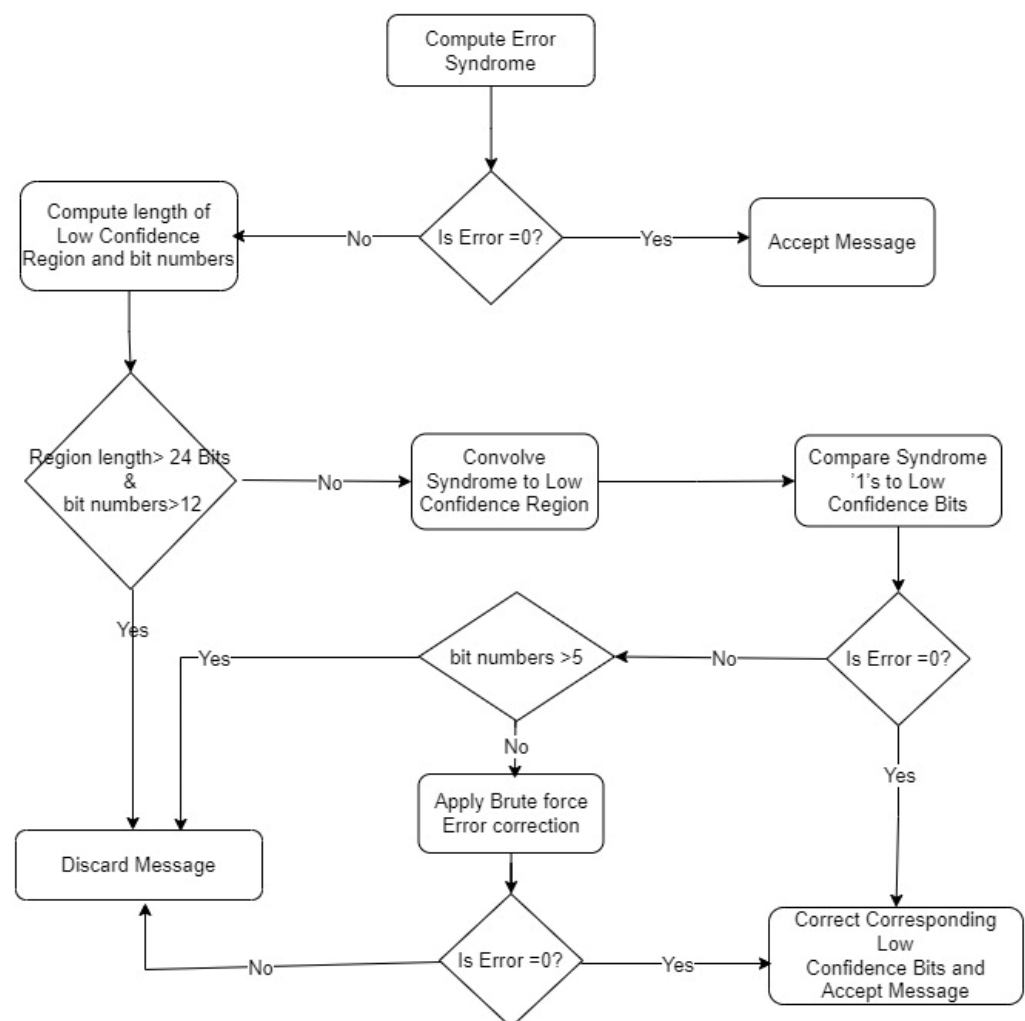 Compute Error
Syndrome
Compute length of
Low Confidence
Region and bit numbers
No
Is Error =0?
Yes
Accept Message
Region length> 24 Bits
&
bit numbers>12
No
Convolve
Syndrome to Low
Confidence Region
Compare Syndrome
'1's to Low
Confidence Bits
Yes
Yes
bit numbers >5
No
Is Error =0?
No
Yes
Apply Brute force
Error correction
Discard Message
No
Is Error =0?
Yes
Correct Corresponding
Low
Confidence Bits and
Accept Message